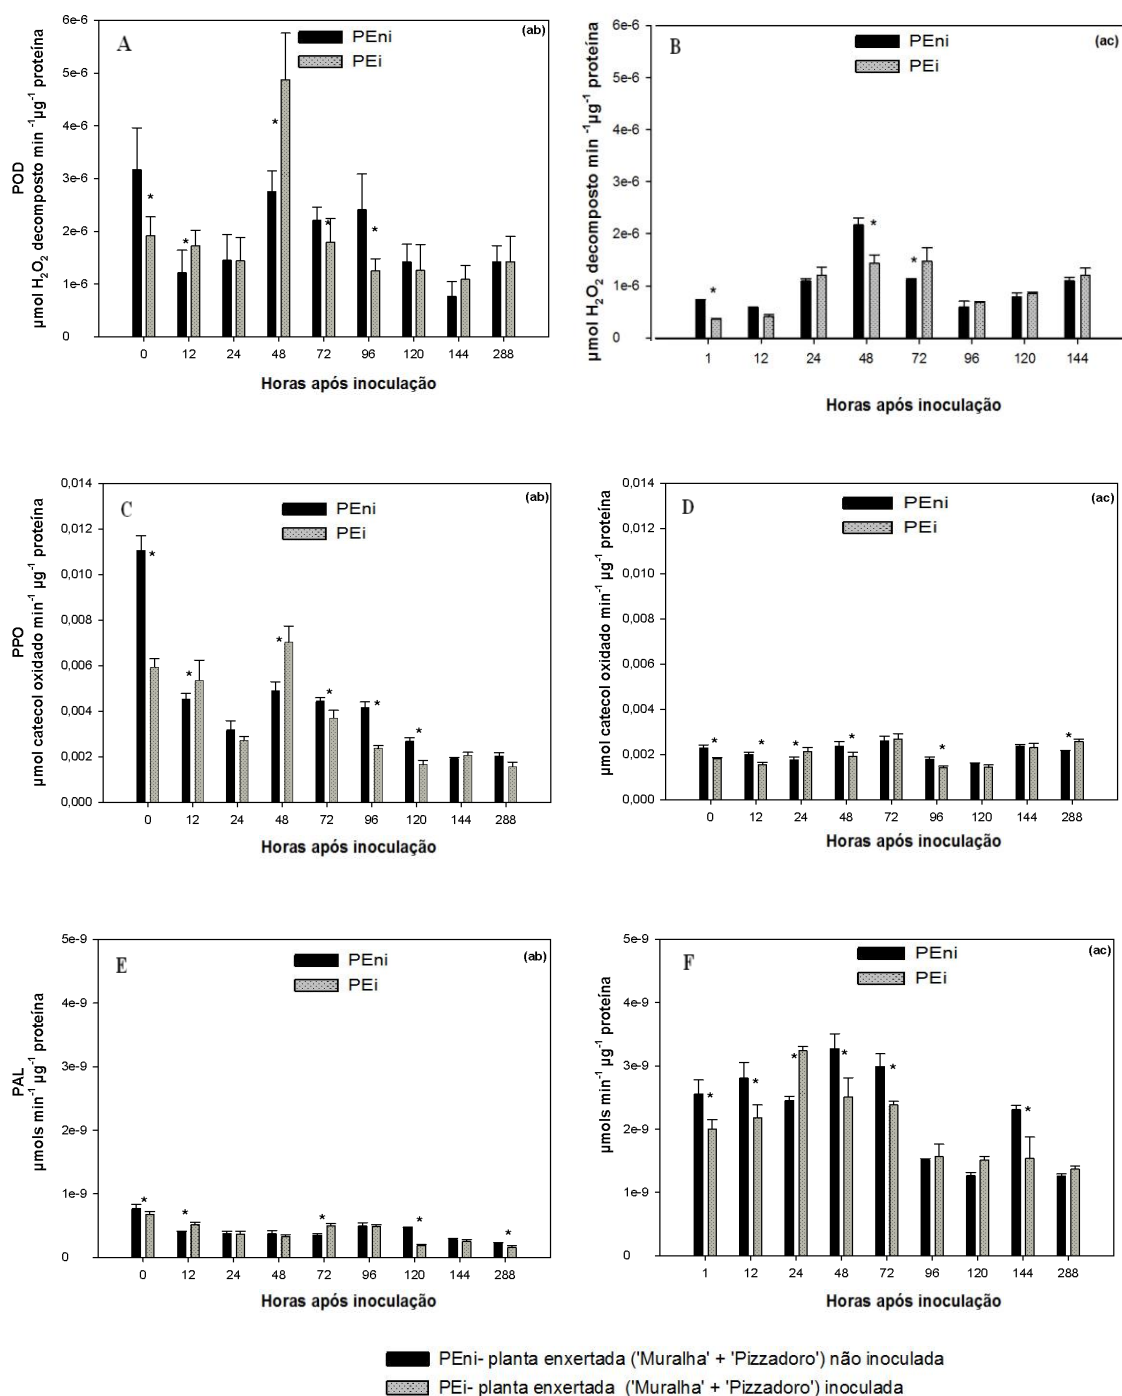 A
(ab)
PEni
PEi
POD
µmol H₂O₂ decomposto min⁻¹µg⁻¹ proteína
6e-6
5e-6
4e-6
3e-6
2e-6
1e-6
0
* * * * *
0 12 24 48 72 96 120 144 288
Horas após inoculação
B
(ac)
PEni
PEi
µmol H₂O₂ decomposto min ⁻¹µg⁻¹ proteína
6e-6
5e-6
4e-6
3e-6
2e-6
1e-6
0
* * *
1 12 24 48 72 96 120 144
Horas após inoculação
C
(ab)
PEni
PEi
PPO
µmol catecol oxidado min⁻¹ µg⁻¹ proteína
0,014
0,012
0,010
0,008
0,006
0,004
0,002
0,000
* * * * * *
0 12 24 48 72 96 120 144 288
Horas após inoculação
D
(ac)
PEni
PEi
µmol catecol oxidado min⁻¹ µg⁻¹ proteína
0,014
0,012
0,010
0,008
0,006
0,004
0,002
0,000
* * * * * *
0 12 24 48 72 96 120 144 288
Horas após inoculação
E
(ab)
PEni
PEi
PAL
µmols min⁻¹ µg⁻¹ proteína
5e-9
4e-9
3e-9
2e-9
1e-9
0
* * * * *
0 12 24 48 72 96 120 144 288
Horas após inoculação
F
(ac)
PEni
PEi
µmols min⁻¹ µg⁻¹ proteína
5e-9
4e-9
3e-9
2e-9
1e-9
0
* * * * * *
1 12 24 48 72 96 120 144 288
Horas após inoculação
PEni- planta enxertada ('Muralha' + 'Pizzadoro') não inoculada
PEi- planta enxertada ('Muralha' + 'Pizzadoro') inoculada